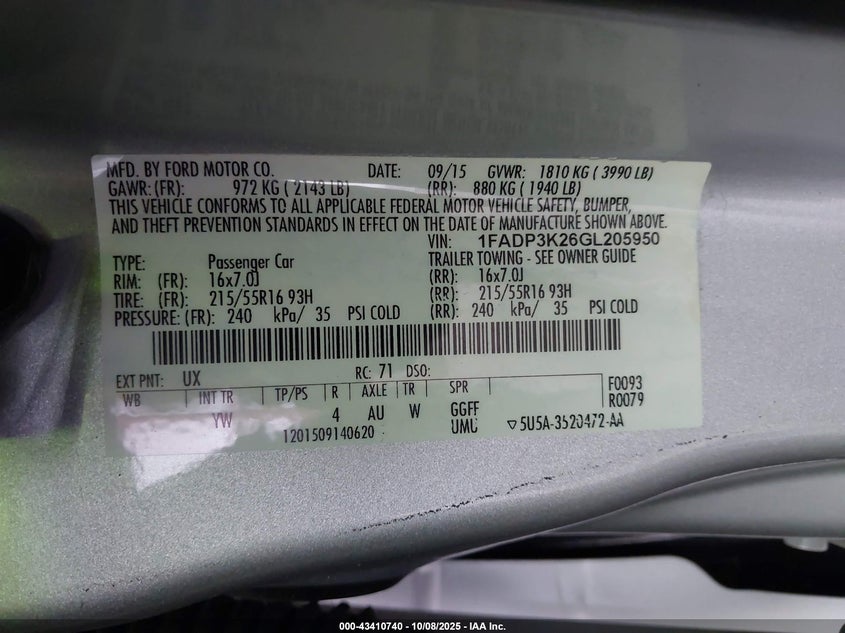 MFD. BY FORD MOTOR CO. DATE: 09/15 GVWR: 1810 KG ( 3990 LB)
GAWR: (FR): 972 KG ( 2143 LB) (RR): 880 KG ( 1940 LB)
THIS VEHICLE CONFORMS TO ALL APPLICABLE FEDERAL MOTOR VEHICLE SAFETY, BUMPER,
AND THEFT PREVENTION STANDARDS IN EFFECT ON THE DATE OF MANUFACTURE SHOWN ABOVE.
VIN: 1FADP3K26GL205950
TYPE: Passenger Car TRAILER TOWING - SEE OWNER GUIDE
RIM: (FR): 16x7.0J (RR): 16x7.0J
TIRE: (FR): 215/55R16 93H (RR): 215/55R16 93H
PRESSURE: (FR): 240 kPa/ 35 PSI COLD (RR): 240 kPa/ 35 PSI COLD
EXT PNT: UX RC: 71 DSO:
WB INT TR TP/PS R AXLE TR SPR F0093
YW 4 AU W GGFF R0079
1201509140620 UMU ▽5U5A-3520472-AA
000-43410740 - 10/08/2025 - IAA Inc.